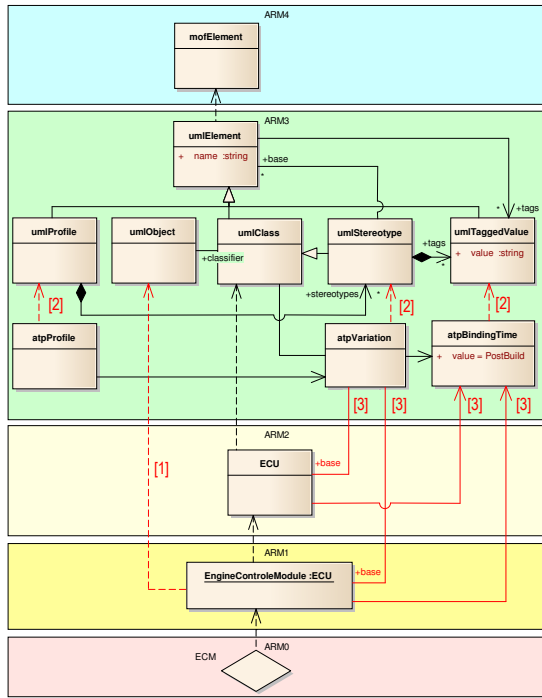 ARM4
mofElement
ARM3
umlElement
+ name :string
+base
*
umlProfile
umlObject
umlClass
umlStereotype
umlTaggedValue
+ value :string
+classifier
+tags
*
+tags
*
+stereotypes
*
[2]
[2]
[2]
atpProfile
atpVariation
atpBindingTime
+ value = PostBuild
[3]
[3]
[3]
[3]
ARM2
ECU
+base
[1]
ARM1
EngineControleModule :ECU
+base
ARM0
ECM